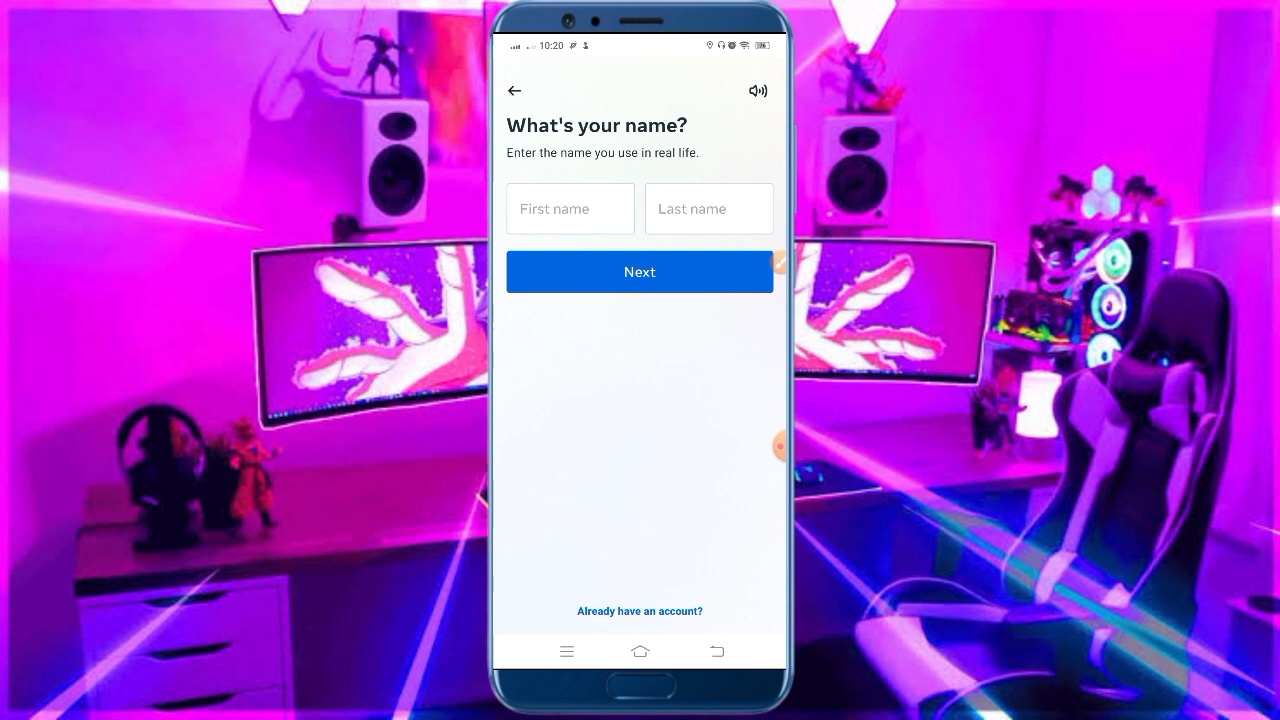 10:20
What's your name?
Enter the name you use in real life.
First name
Last name
Next
Already have an account?